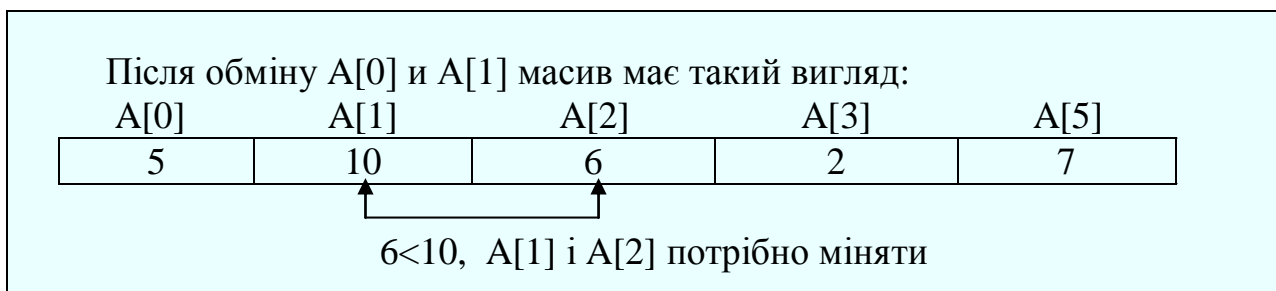 Після обміну A[0] и A[1] масив має такий вигляд:
A[0] A[1] A[2] A[3] A[5]
5 10 6 2 7
6<10, A[1] і A[2] потрібно міняти